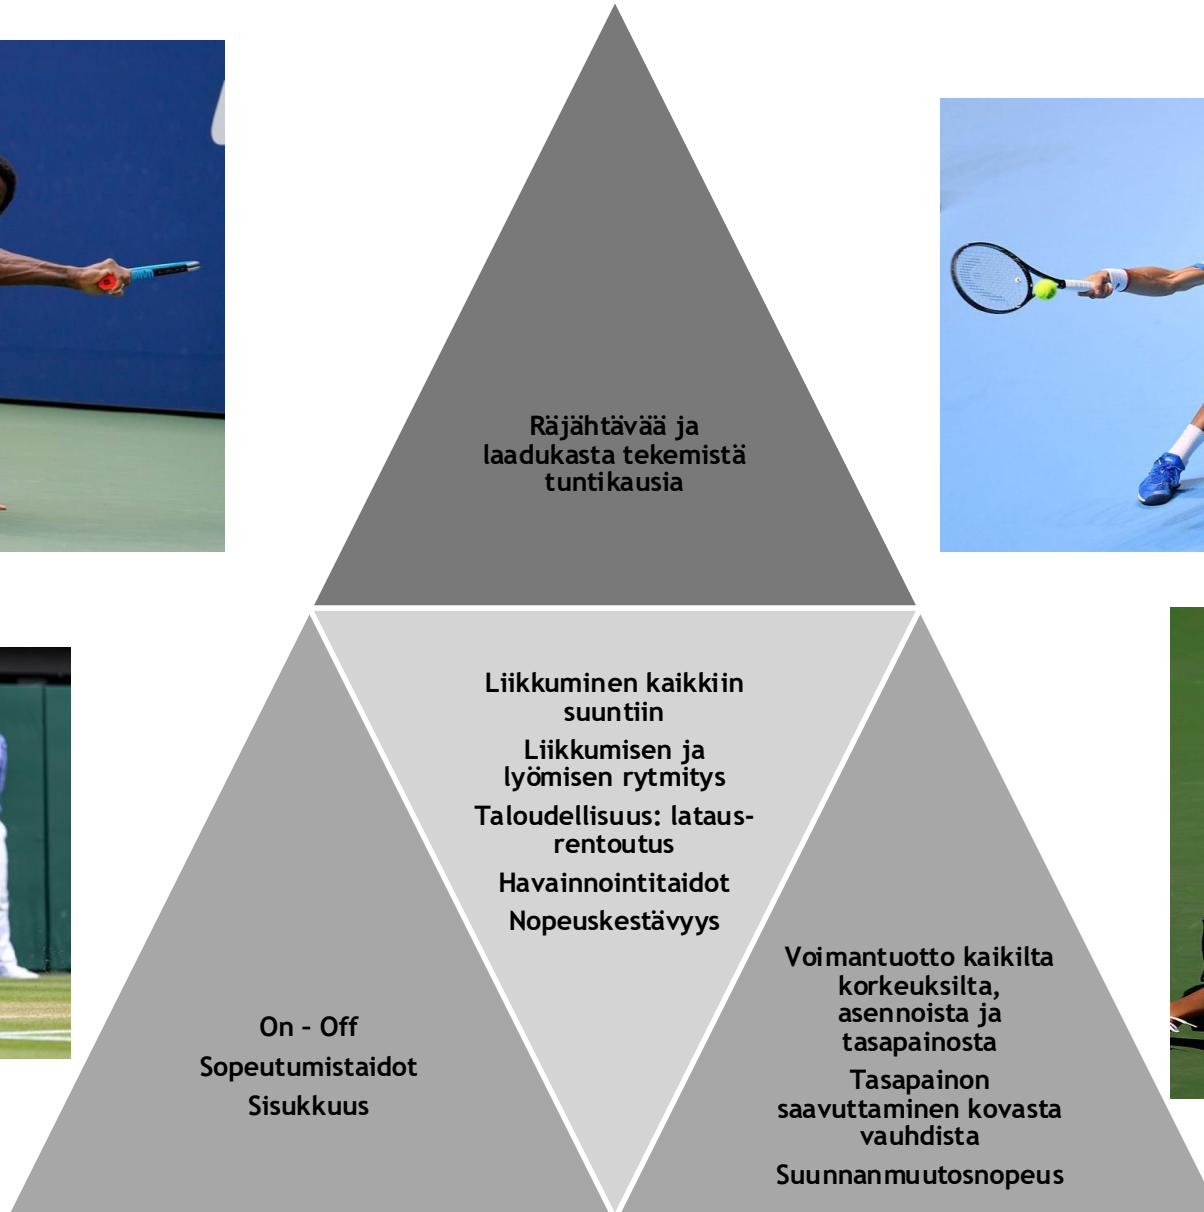 Räjähtävää ja
laadukasta tekemistä
tuntikausia
Liikkuminen kaikkiin
suuntiin
Liikkumisen ja
lyömisen rytmitys
Taloudellisuus: lataus-
rentoutus
Havainnointitaidot
Nopeuskestävyys
On – Off
Sopeutumistaidot
Sisukkuus
Voimantuotto kaikilta
korkeuksilta,
asennoista ja
tasapainosta
Tasapainon
saavuttaminen kovasta
vauhdista
Suunnanmuutosnopeus